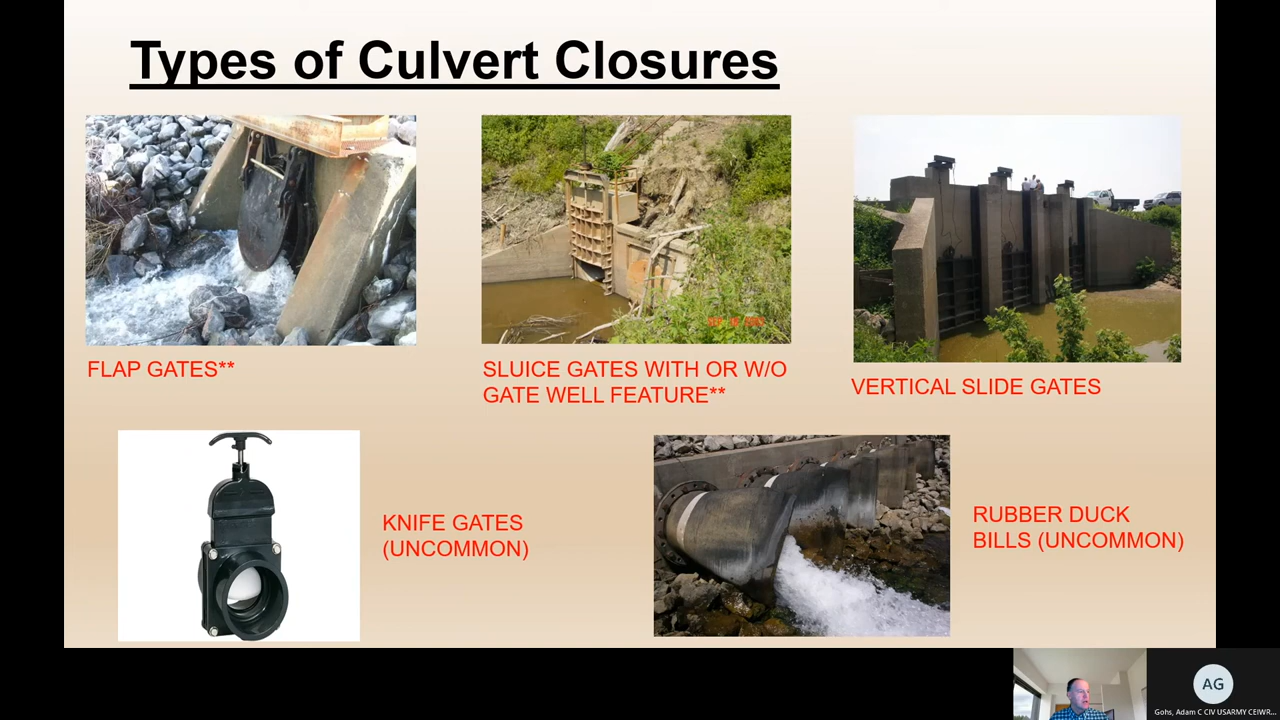 Types of Culvert Closures
FLAP GATES**
SLUICE GATES WITH OR W/O
GATE WELL FEATURE**
VERTICAL SLIDE GATES
KNIFE GATES
(UNCOMMON)
RUBBER DUCK
BILLS (UNCOMMON)
AG
Gohs, Adam C CIV USARMY CEIWR...